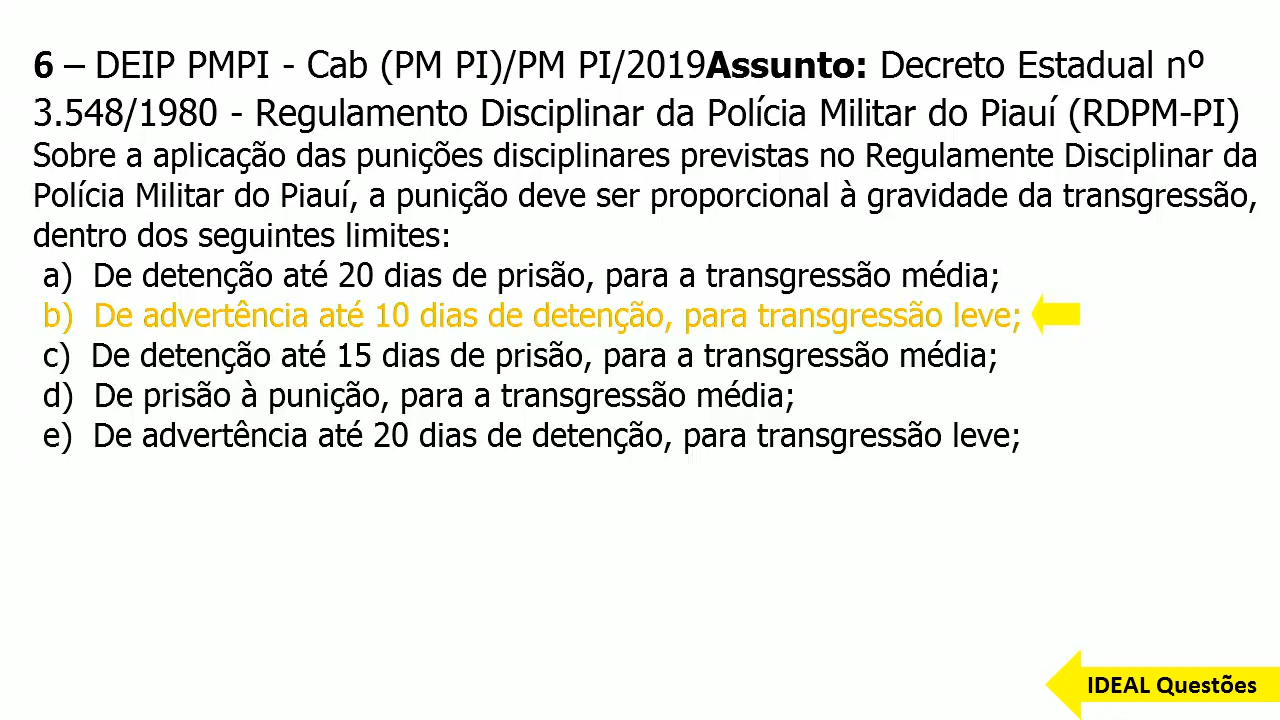 6 – DEIP PMPI - Cab (PM PI)/PM PI/2019Assunto: Decreto Estadual nº
3.548/1980 - Regulamento Disciplinar da Polícia Militar do Piauí (RDPM-PI)
Sobre a aplicação das punições disciplinares previstas no Regulamente Disciplinar da
Polícia Militar do Piauí, a punição deve ser proporcional à gravidade da transgressão,
dentro dos seguintes limites:
a) De detenção até 20 dias de prisão, para a transgressão média;
b) De advertência até 10 dias de detenção, para transgressão leve;
c) De detenção até 15 dias de prisão, para a transgressão média;
d) De prisão à punição, para a transgressão média;
e) De advertência até 20 dias de detenção, para transgressão leve;
IDEAL Questões